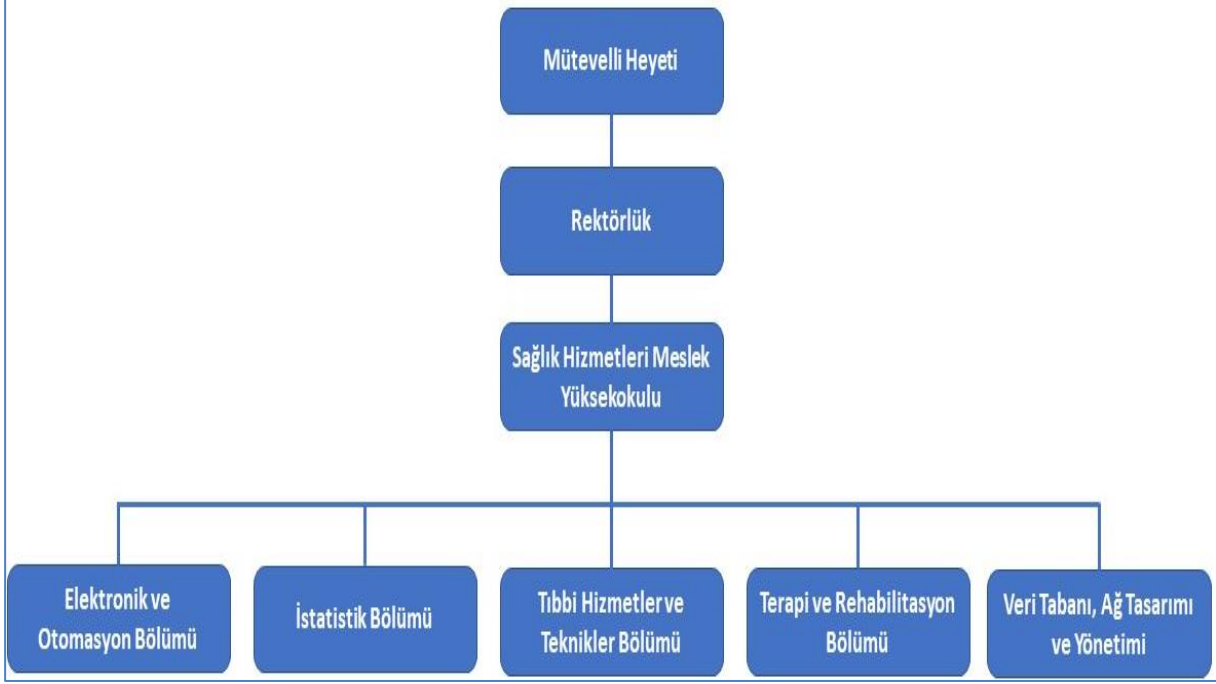 Mütevelli Heyeti
Rektörlük
Sağlık Hizmetleri Meslek
Yüksekokulu
Elektronik ve
Otomasyon Bölümü
İstatistik Bölümü
Tıbbi Hizmetler ve
Teknikler Bölümü
Terapi ve Rehabilitasyon
Bölümü
Veri Tabanı, Ağ Tasarımı
ve Yönetimi